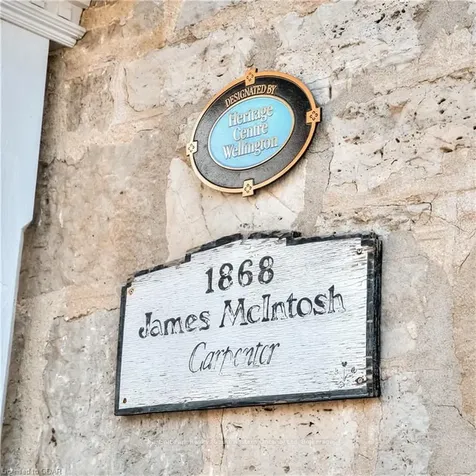 DESIGNATED BY
Heritage
Centre
Wellington
1868
James McIntosh
Carpenter